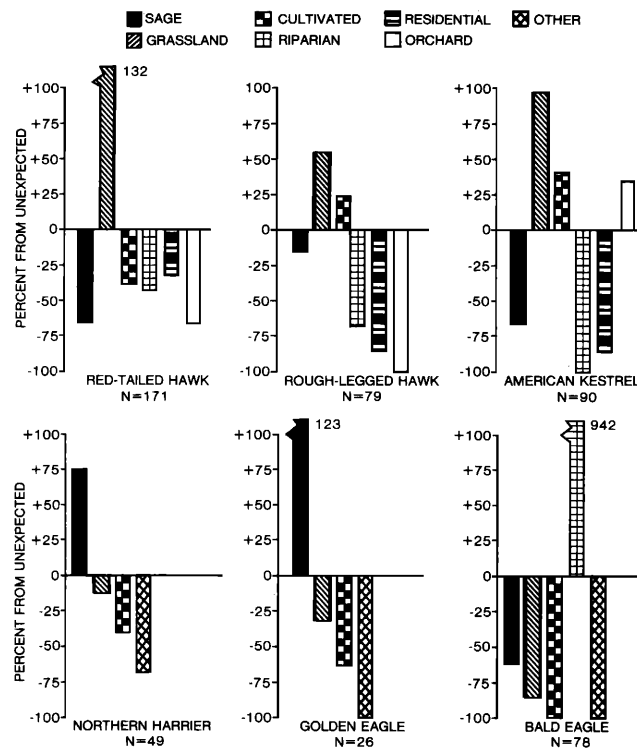 SAGE CULTIVATED RESIDENTIAL OTHER
GRASSLAND RIPARIAN ORCHARD
132
+100 +100 +100
+75 +75 +75
+50 +50 +50
+25 +25 +25
0 0 0
-25 -25 -25
-50 -50 -50
-75 -75 -75
-100 -100 -100
PERCENT FROM UNEXPECTED
RED-TAILED HAWK ROUGH-LEGGED HAWK AMERICAN KESTREL
N=171 N=79 N=90
123 942
+100 +100 +100
+75 +75 +75
+50 +50 +50
+25 +25 +25
0 0 0
-25 -25 -25
-50 -50 -50
-75 -75 -75
-100 -100 -100
PERCENT FROM UNEXPECTED
NORTHERN HARRIER GOLDEN EAGLE BALD EAGLE
N=49 N=26 N=78